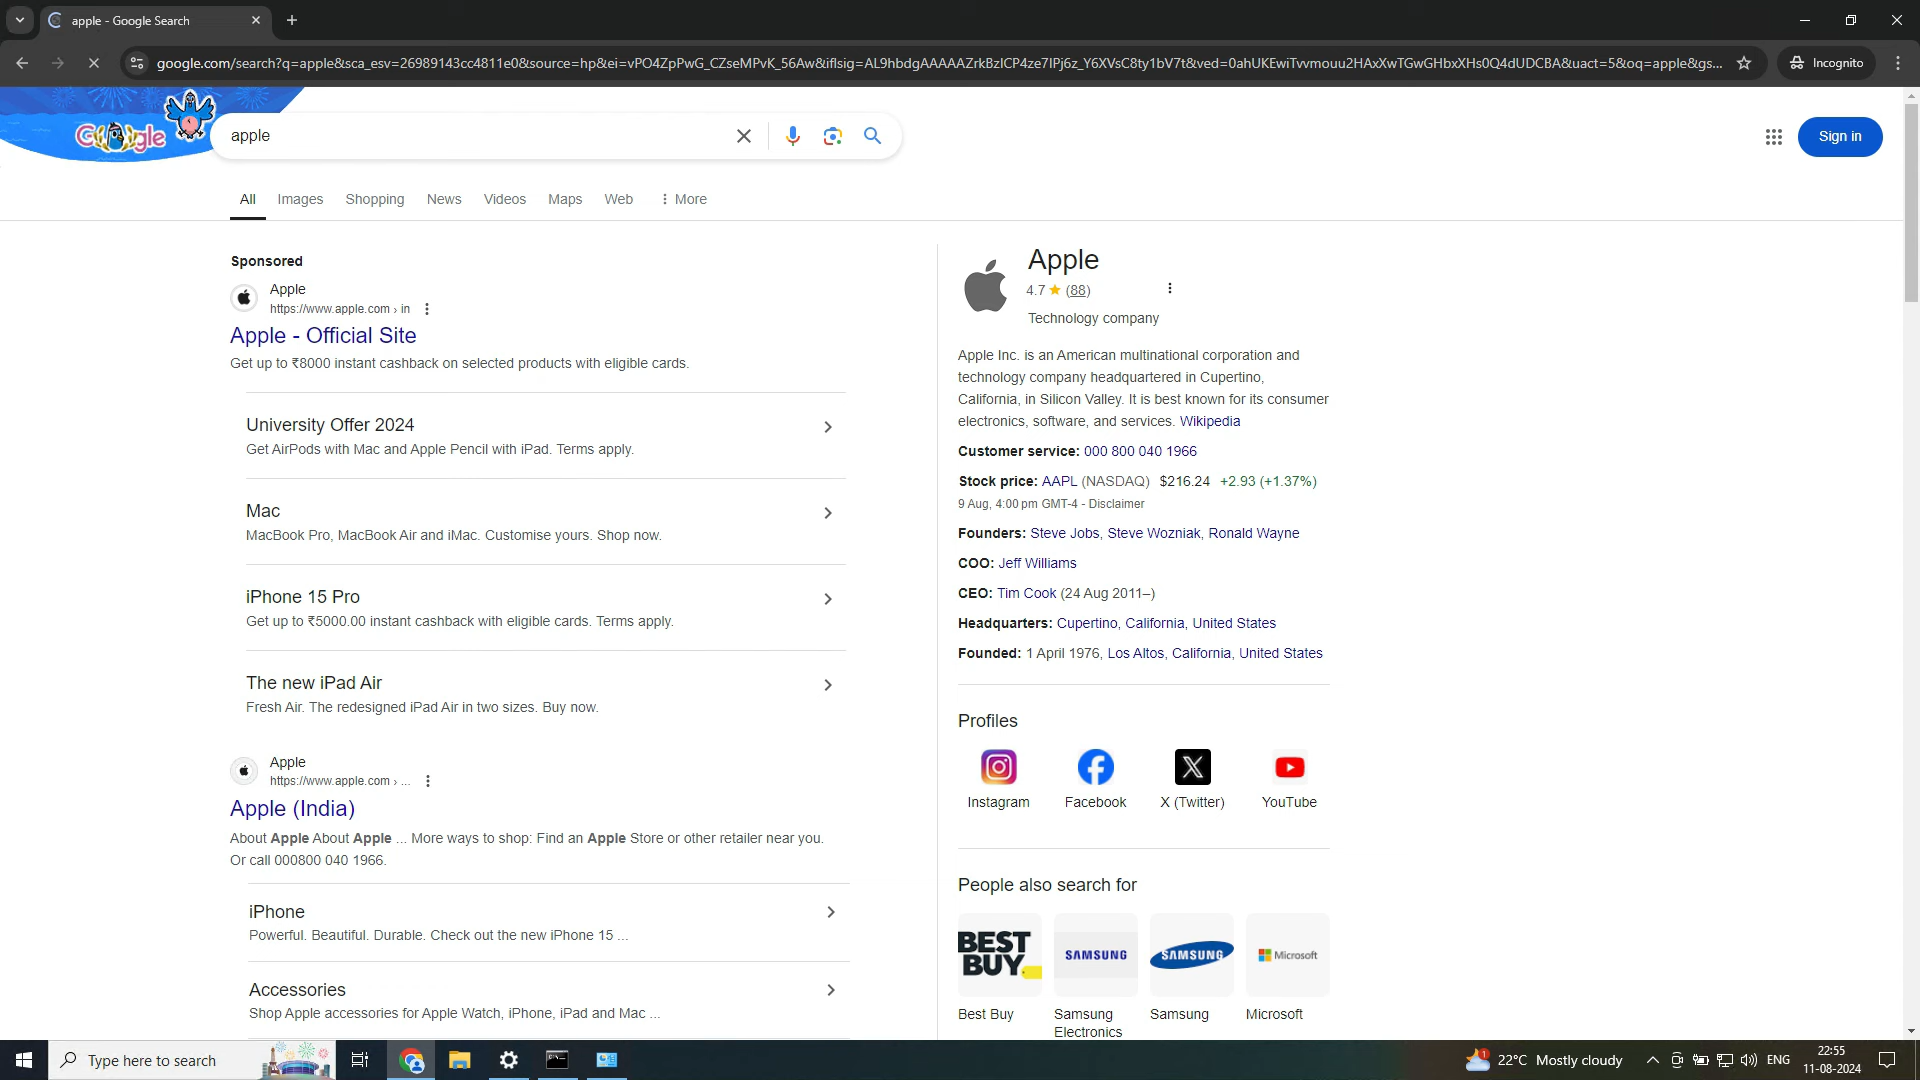 apple - Google Search
google.com/search?q=apple&sca_esv=26989143cc4811e0&source=hp&ei=vPO4ZpPwG_CZseMPvK_56Aw&iflsig=AL9hbdgAAAAAZrkBzICP4ze7IPj6z_Y6XVsC8ty1bV7t&ved=0ahUKEwiTvvmouu2HAxXwTGwGHbxXHs0Q4dUDCBA&uact=5&oq=apple&gs...
Incognito
Google
apple
Sign in
All Images Shopping News Videos Maps Web More
Sponsored
Apple
https://www.apple.com › in
Apple - Official Site
Get up to ₹8000 instant cashback on selected products with eligible cards.
University Offer 2024
Get AirPods with Mac and Apple Pencil with iPad. Terms apply.
Mac
MacBook Pro, MacBook Air and iMac. Customise yours. Shop now.
iPhone 15 Pro
Get up to ₹5000.00 instant cashback with eligible cards. Terms apply.
The new iPad Air
Fresh Air. The redesigned iPad Air in two sizes. Buy now.
Apple
https://www.apple.com › ...
Apple (India)
About Apple About Apple ... More ways to shop: Find an Apple Store or other retailer near you.
Or call 000800 040 1966.
iPhone
Powerful. Beautiful. Durable. Check out the new iPhone 15 ...
Accessories
Shop Apple accessories for Apple Watch, iPhone, iPad and Mac ...
Apple
4.7 (88)
Technology company
Apple Inc. is an American multinational corporation and
technology company headquartered in Cupertino,
California, in Silicon Valley. It is best known for its consumer
electronics, software, and services. Wikipedia
Customer service: 000 800 040 1966
Stock price: AAPL (NASDAQ) $216.24 +2.93 (+1.37%)
9 Aug, 4:00 pm GMT-4 - Disclaimer
Founders: Steve Jobs, Steve Wozniak, Ronald Wayne
COO: Jeff Williams
CEO: Tim Cook (24 Aug 2011–)
Headquarters: Cupertino, California, United States
Founded: 1 April 1976, Los Altos, California, United States
Profiles
Instagram Facebook X (Twitter) YouTube
People also search for
BEST BUY SAMSUNG SAMSUNG Microsoft
Best Buy Samsung Electronics Samsung Microsoft
Type here to search
1 22°C Mostly cloudy
ENG
22:55
11-08-2024